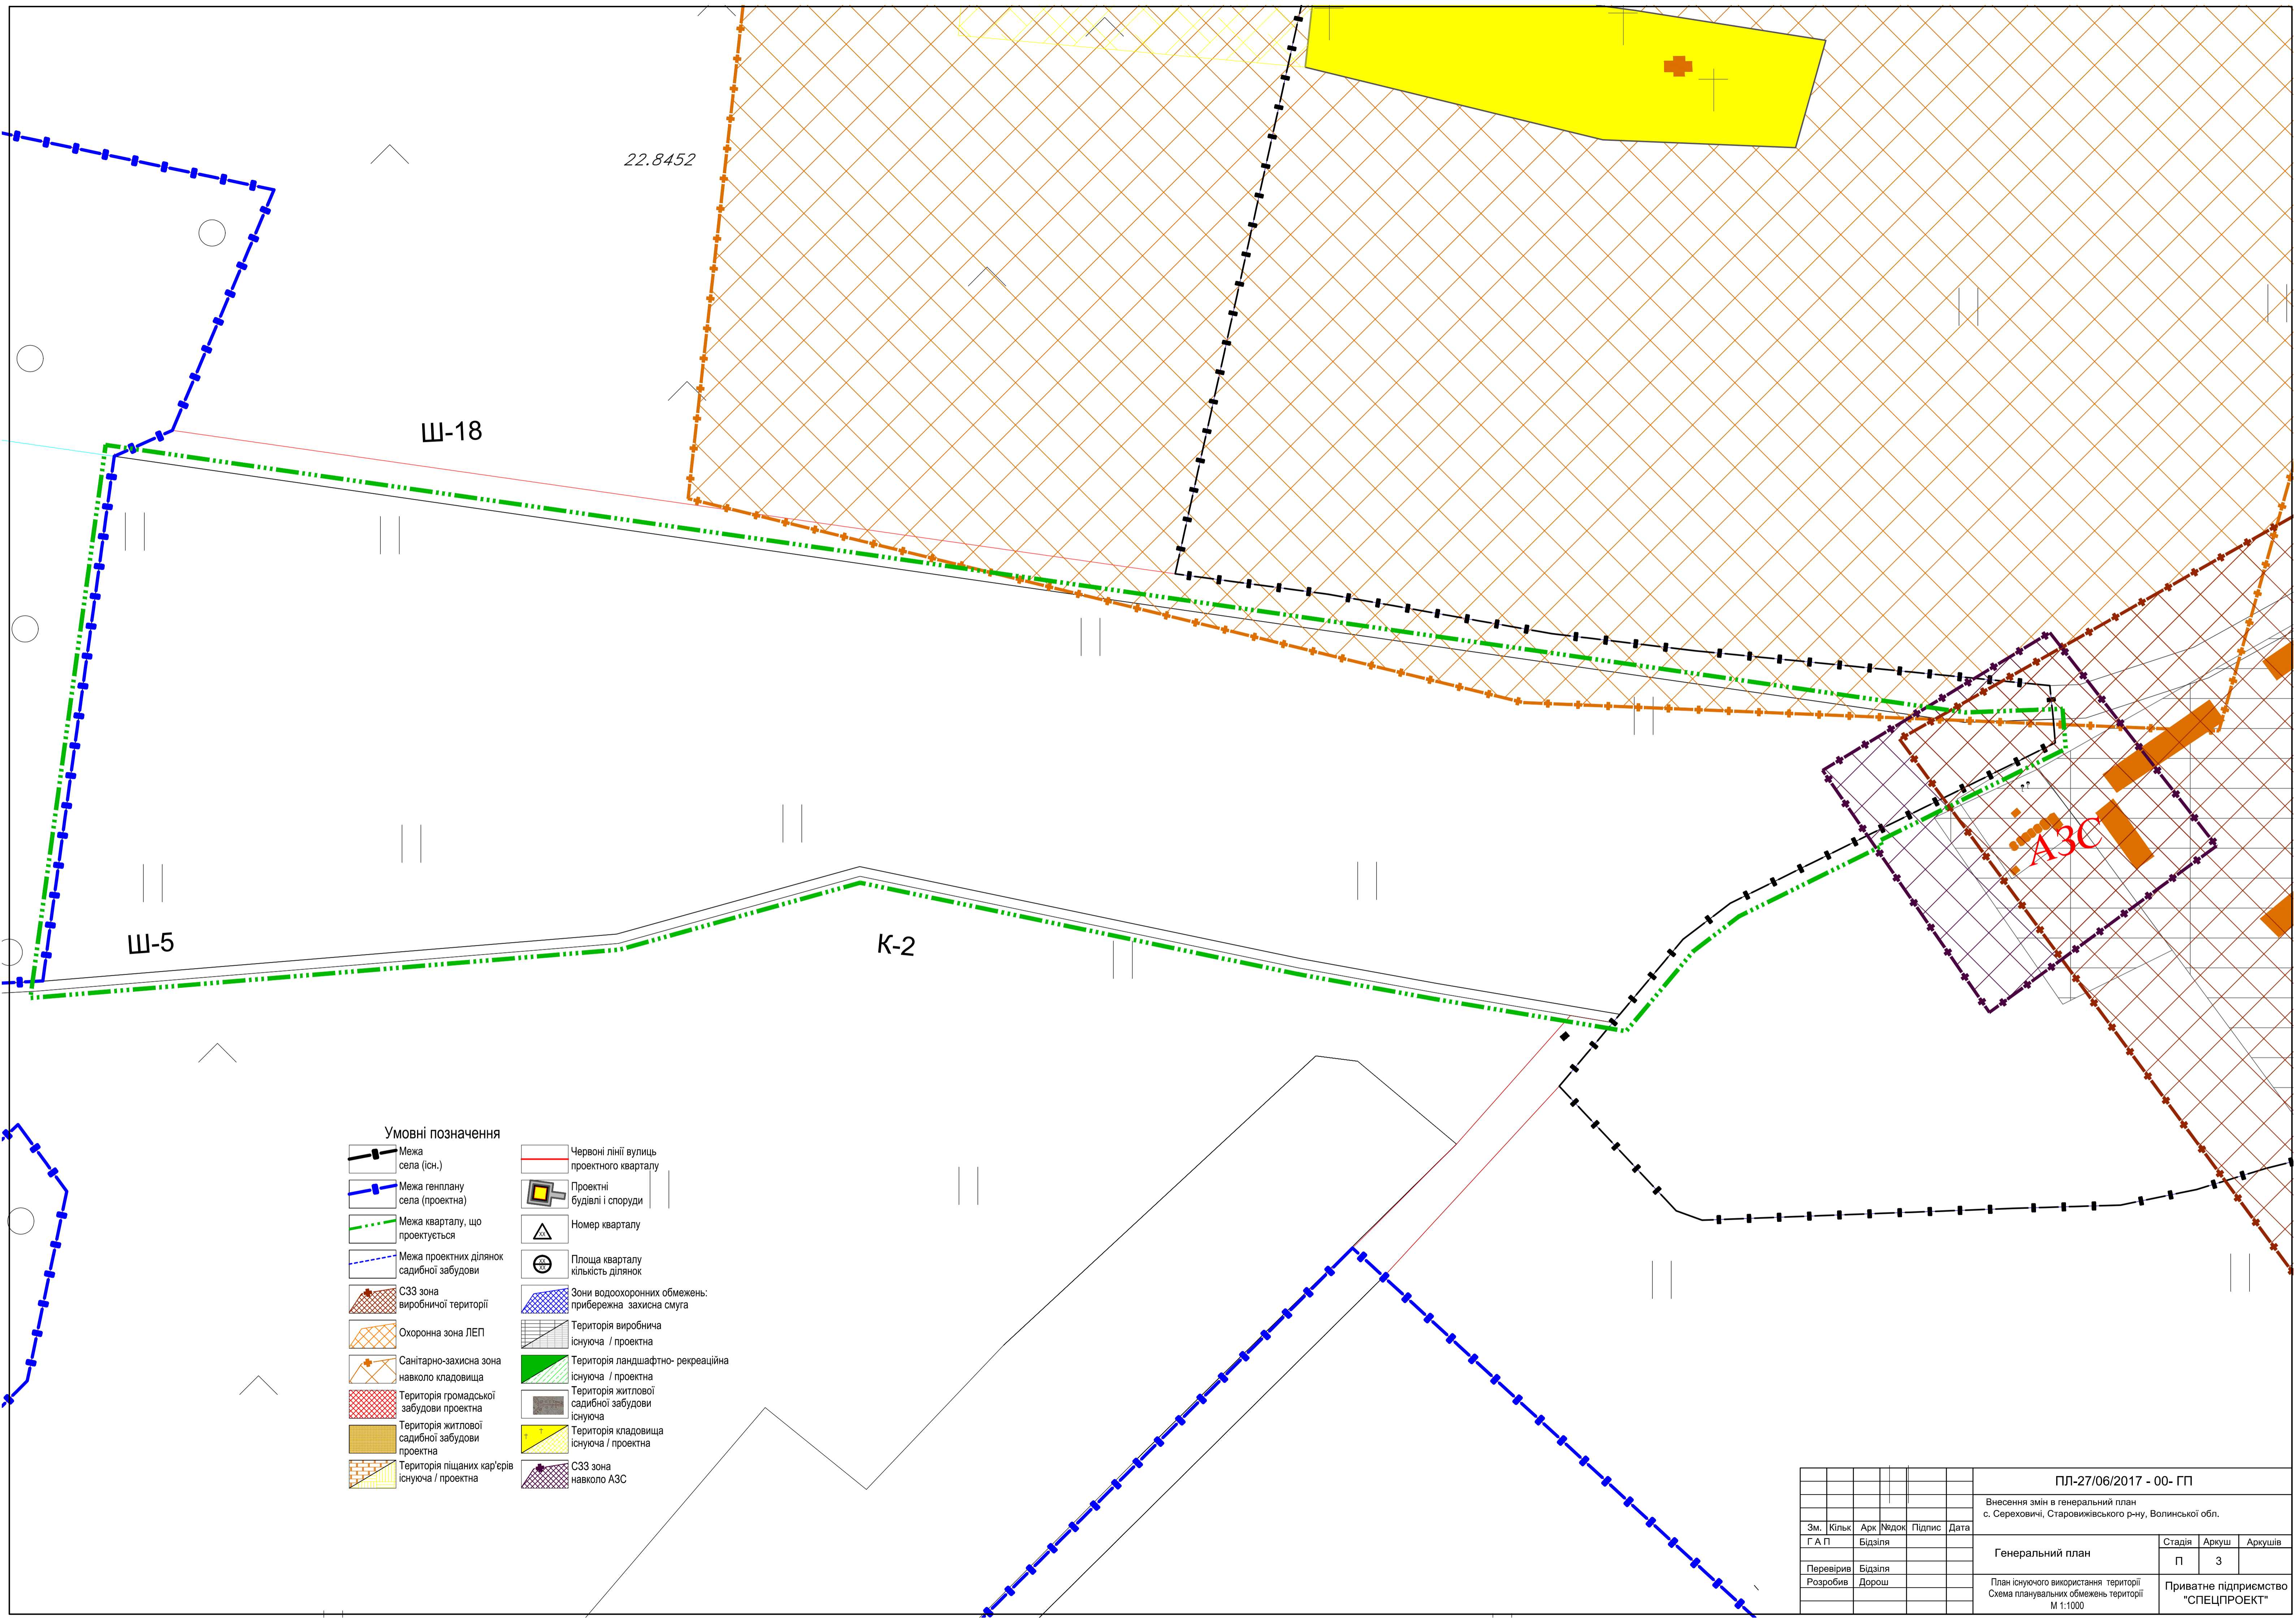 22.8452
Ш-18
АЗС
Ш-5
К-2
Умовні позначення
Межа
села (існ.)
Межа генплану
села (проектна)
Межа кварталу, що
проектується
Межа проектних ділянок
садибної забудови
СЗЗ зона
виробничої території
Охоронна зона ЛЕП
Санітарно-захисна зона
навколо кладовища
Територія громадської
забудови проектна
Територія житлової
садибної забудови
проектна
Територія піщаних кар'єрів
існуюча / проектна
Червоні лінії вулиць
проектного кварталу
Проектні
будівлі і споруди
XX
Номер кварталу
XX
XX
Площа кварталу
кількість ділянок
Зони водоохоронних обмежень:
прибережна захисна смуга
Територія виробнича
існуюча / проектна
Територія ландшафтно- рекреаційна
існуюча / проектна
Територія житлової
садибної забудови
існуюча
Територія кладовища
існуюча / проектна
СЗЗ зона
навколо АЗС
ПЛ-27/06/2017 - 00- ГП
Внесення змін в генеральний план
с. Сереховичі, Старовижівського р-ну, Волинської обл.
Зм. Кільк Арк №док Підпис Дата
Г А П Бідзіля
Перевірив Бідзіля
Розробив Дорош
Генеральний план
Стадія Аркуш Аркушів
П 3
План існуючого використання території
Схема планувальних обмежень території
М 1:1000
Приватне підприємство
"СПЕЦПРОЕКТ"